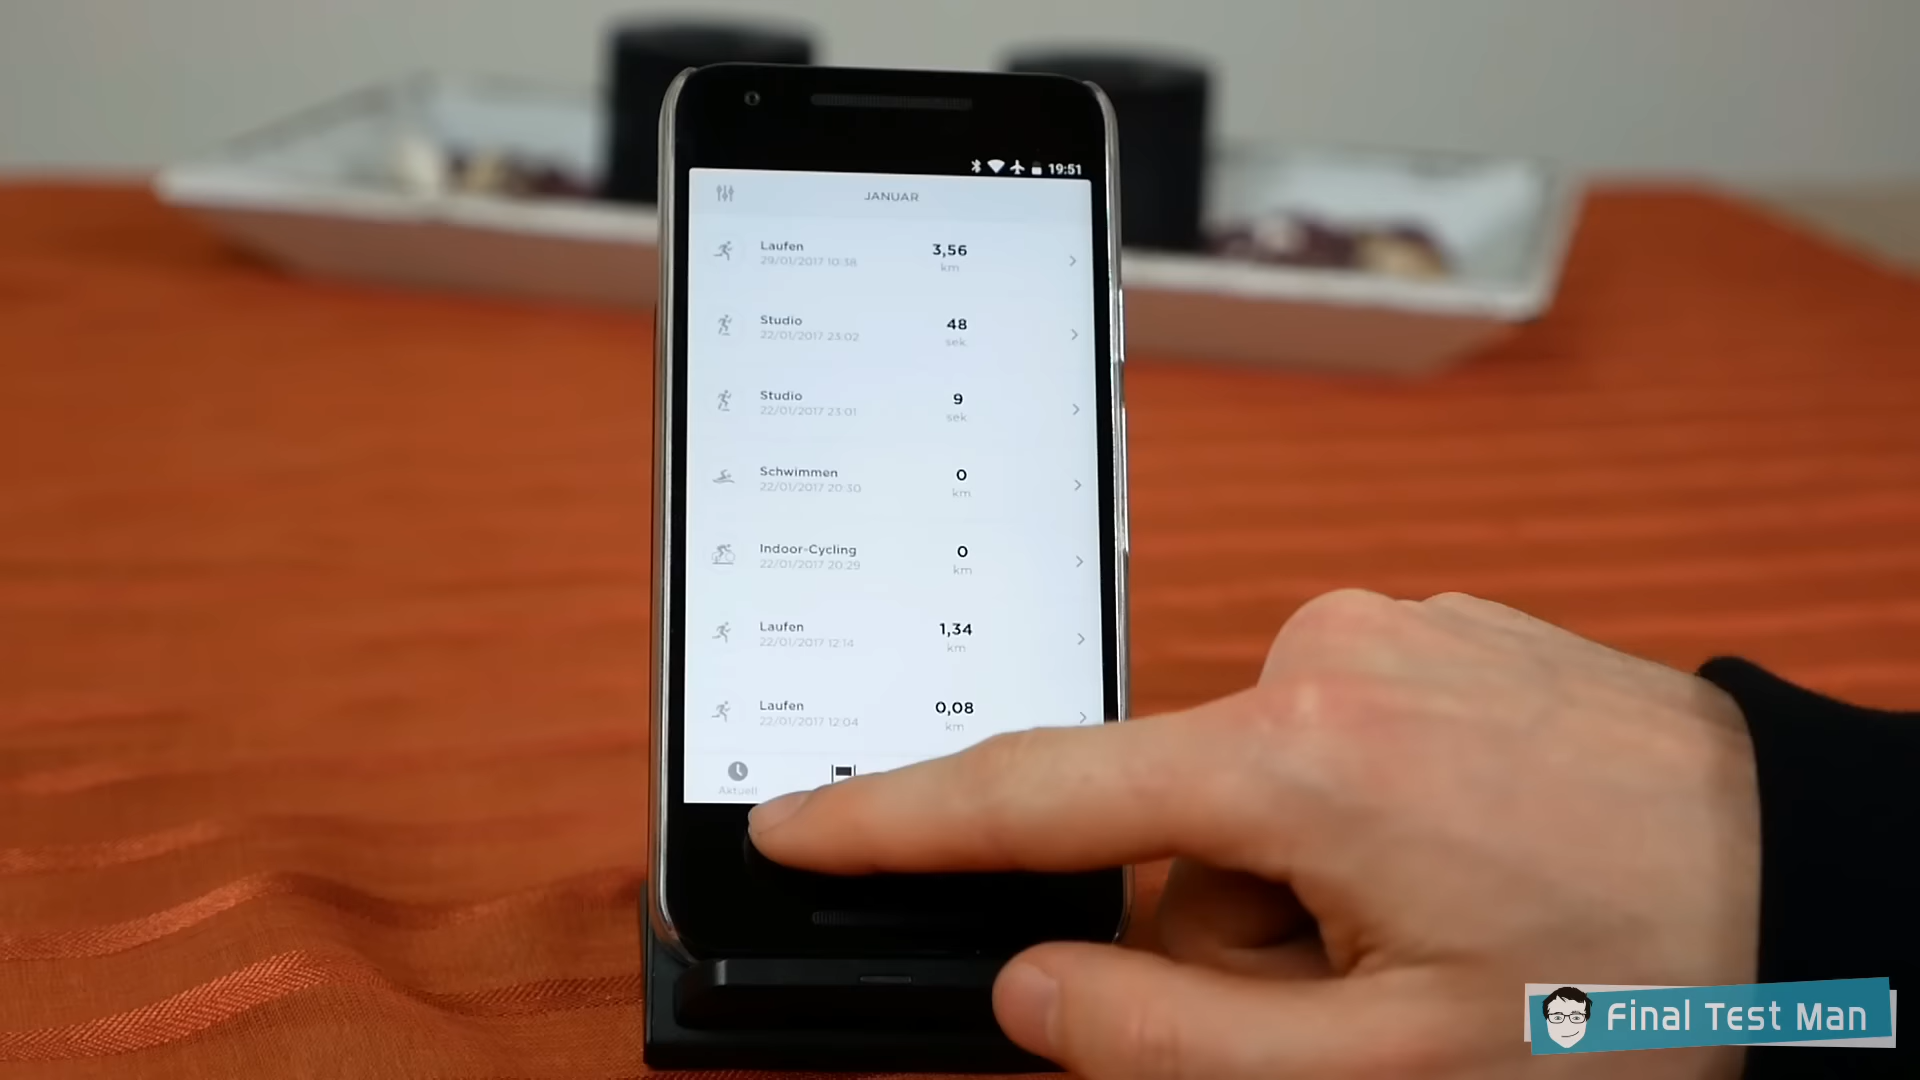 19:51
JANUAR
Laufen
29/01/2017 10:38
3,56
km
Studio
22/01/2017 23:02
48
sek.
Studio
22/01/2017 23:01
9
sek.
Schwimmen
22/01/2017 20:30
0
km
Indoor-Cycling
22/01/2017 20:29
0
km
Laufen
22/01/2017 12:14
1,34
km
Laufen
22/01/2017 12:04
0,08
km
Aktuell
Final Test Man